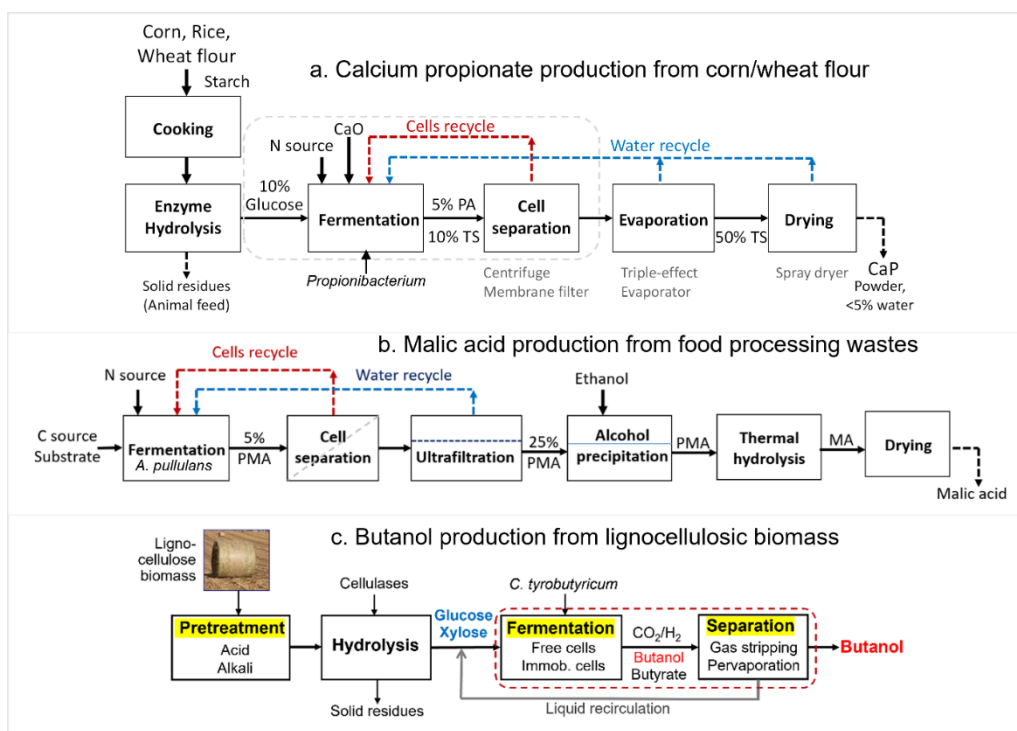 Corn, Rice,
Wheat flour
Starch
a. Calcium propionate production from corn/wheat flour
Cooking
N source
CaO
Cells recycle
Water recycle
Enzyme
Hydrolysis
10%
Glucose
Fermentation
5% PA
10% TS
Cell
separation
Evaporation
50% TS
Drying
Solid residues
(Animal feed)
Propionibacterium
Centrifuge
Membrane filter
Triple-effect
Evaporator
Spray dryer
CaP
Powder,
<5% water
b. Malic acid production from food processing wastes
Cells recycle
N source
Water recycle
Ethanol
C source
Substrate
Fermentation
A. pullulans
5%
PMA
Cell
separation
Ultrafiltration
25%
PMA
Alcohol
precipitation
PMA
Thermal
hydrolysis
MA
Drying
Malic acid
c. Butanol production from lignocellulosic biomass
Ligno-
cellulose
biomass
Cellulases
C. tyrobutyricum
Pretreatment
Acid
Alkali
Hydrolysis
Glucose
Xylose
Fermentation
Free cells
Immob. cells
CO2/H2
Butanol
Butyrate
Separation
Gas stripping
Pervaporation
Butanol
Solid residues
Liquid recirculation